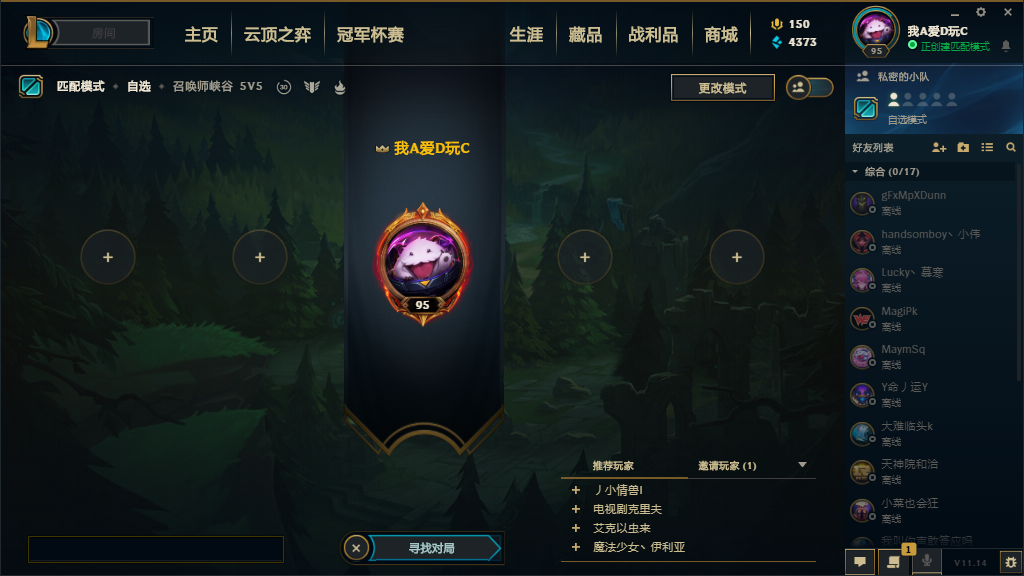 房间
主页
云顶之弈
冠军杯赛
生涯
藏品
战利品
商城
150
4373
95
我A爱D玩C
正创建匹配模式
匹配模式 • 自选 • 召唤师峡谷 5V5 30
更改模式
私密的小队
自选模式
好友列表
综合 (0/17)
gFxMpXDunn
离线
handsomboy丶小伟
离线
Lucky丶慕寒
离线
MagiPk
离线
MaymSq
离线
Y命丿运Y
离线
大难临头k
离线
天神院和洽
离线
小菜也会狂
离线
我A爱D玩C
95
推荐玩家
邀请玩家 (1)
丿小情兽I
电视剧克里夫
艾克以虫来
魔法少女丶伊利亚
寻找对局
1
V11.14